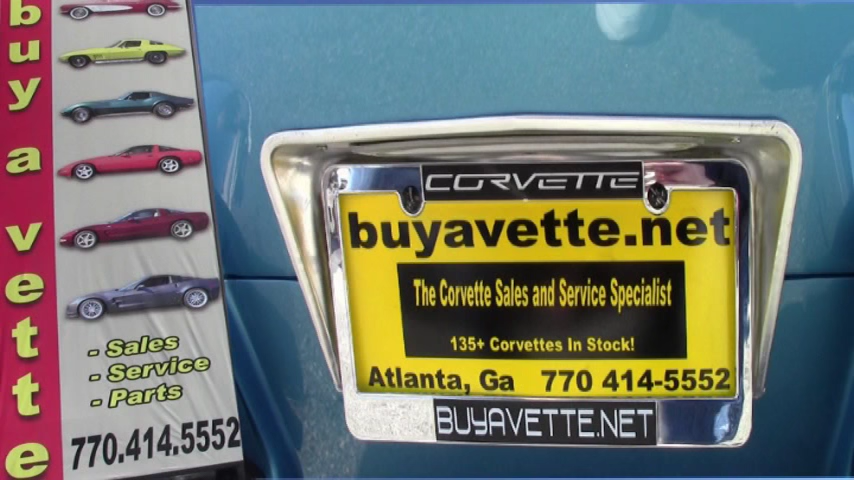 buy a vette
- Sales
- Service
- Parts
770.414.5552
CORVETTE
buyavette.net
The Corvette Sales and Service Specialist
135+ Corvettes In Stock!
Atlanta, Ga 770 414-5552
BUYAVETTE.NET